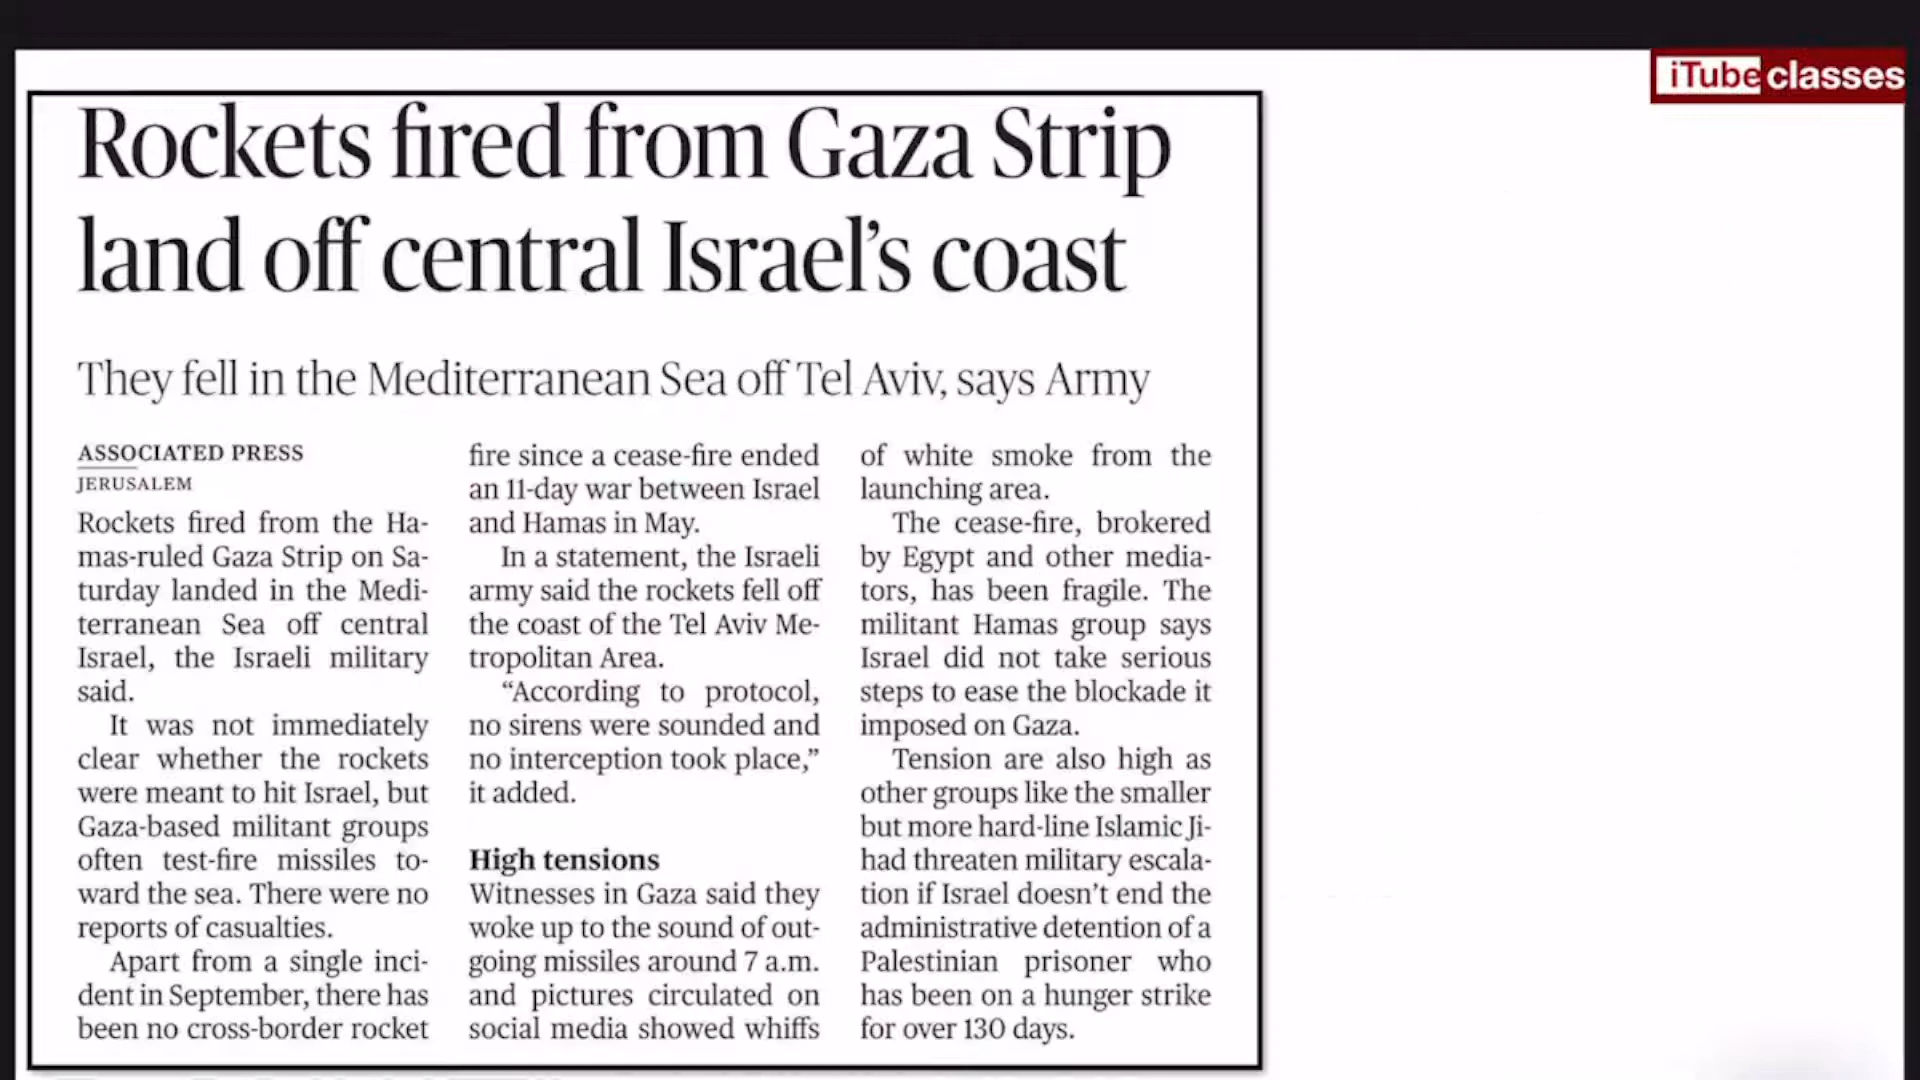 iTube classes
Rockets fired from Gaza Strip
land off central Israel's coast
They fell in the Mediterranean Sea off Tel Aviv, says Army
ASSOCIATED PRESS
JERUSALEM
Rockets fired from the Ha-
mas-ruled Gaza Strip on Sa-
turday landed in the Medi-
terranean Sea off central
Israel, the Israeli military
said.
It was not immediately
clear whether the rockets
were meant to hit Israel, but
Gaza-based militant groups
often test-fire missiles to-
ward the sea. There were no
reports of casualties.
Apart from a single inci-
dent in September, there has
been no cross-border rocket
fire since a cease-fire ended
an 11-day war between Israel
and Hamas in May.
In a statement, the Israeli
army said the rockets fell off
the coast of the Tel Aviv Me-
tropolitan Area.
“According to protocol,
no sirens were sounded and
no interception took place,”
it added.
High tensions
Witnesses in Gaza said they
woke up to the sound of out-
going missiles around 7 a.m.
and pictures circulated on
social media showed whiffs
of white smoke from the
launching area.
The cease-fire, brokered
by Egypt and other media-
tors, has been fragile. The
militant Hamas group says
Israel did not take serious
steps to ease the blockade it
imposed on Gaza.
Tension are also high as
other groups like the smaller
but more hard-line Islamic Ji-
had threaten military escala-
tion if Israel doesn't end the
administrative detention of a
Palestinian prisoner who
has been on a hunger strike
for over 130 days.